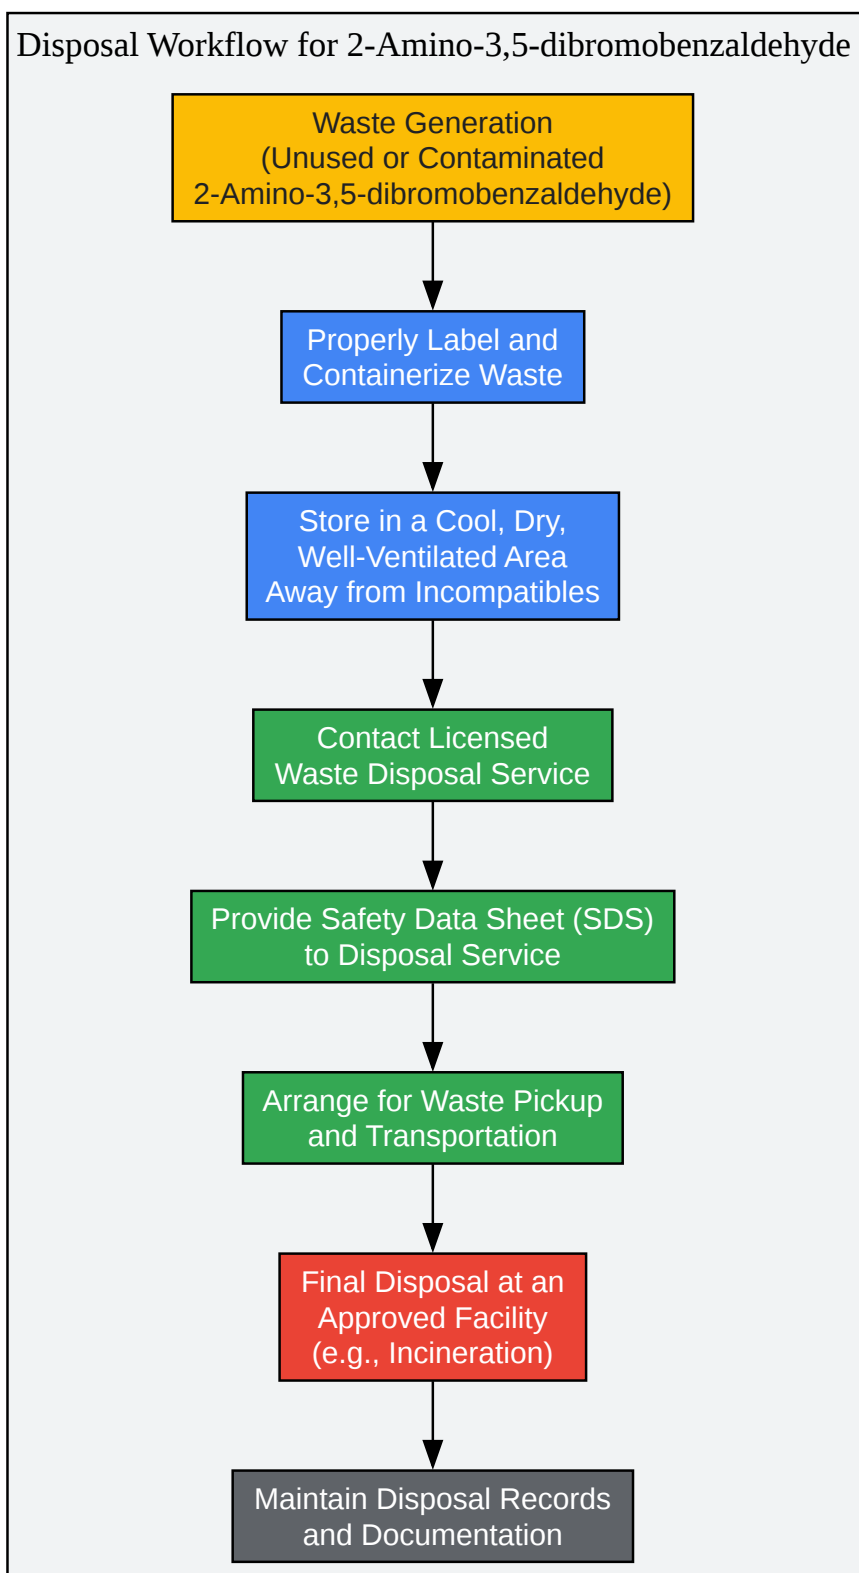 Disposal Workflow for 2-Amino-3,5-dibromobenzaldehyde
Waste Generation
(Unused or Contaminated
2-Amino-3,5-dibromobenzaldehyde)
Properly Label and
Containerize Waste
Store in a Cool, Dry,
Well-Ventilated Area
Away from Incompatibles
Contact Licensed
Waste Disposal Service
Provide Safety Data Sheet (SDS)
to Disposal Service
Arrange for Waste Pickup
and Transportation
Final Disposal at an
Approved Facility
(e.g., Incineration)
Maintain Disposal Records
and Documentation